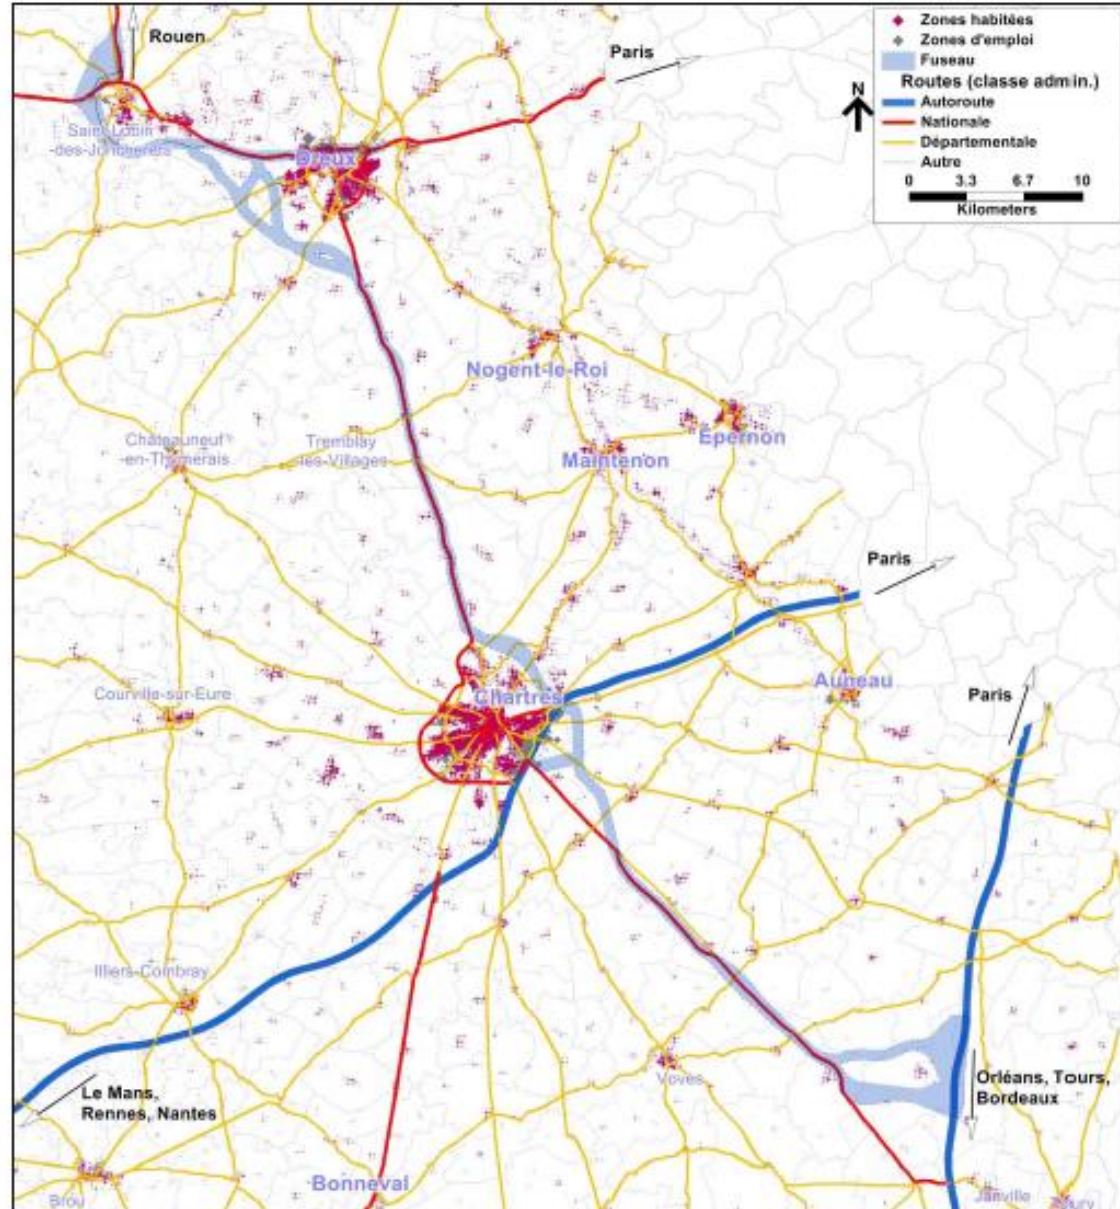 Rouen
Paris
Zones habitées
Zones d'emploi
Fuseau
Routes (classe admin.)
Autoroute
Nationale
Départementale
Autre
0 3.3 6.7 10
Kilometers
N
Saint-Lubin
-des-Joncherets
Dreux
Nogent-le-Roi
Châteauneuf
-en-Thymerais
Tremblay
-les-Villages
Maintenon
Épernon
Paris
Courville-sur-Eure
Chartres
Auneau
Paris
Illiers-Combray
Le Mans,
Rennes, Nantes
Voves
Orléans, Tours,
Bordeaux
Brou
Bonneval
Janville
Toury